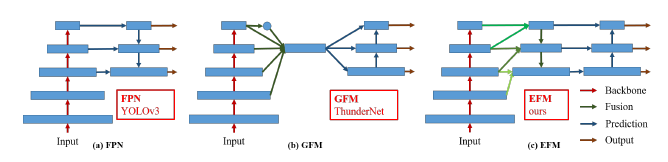 FPN
YOLOv3
Input
(a) FPN
GFM
ThunderNet
Input
(b) GFM
EFM
ours
Input
(c) EFM
Backbone
Fusion
Prediction
Output